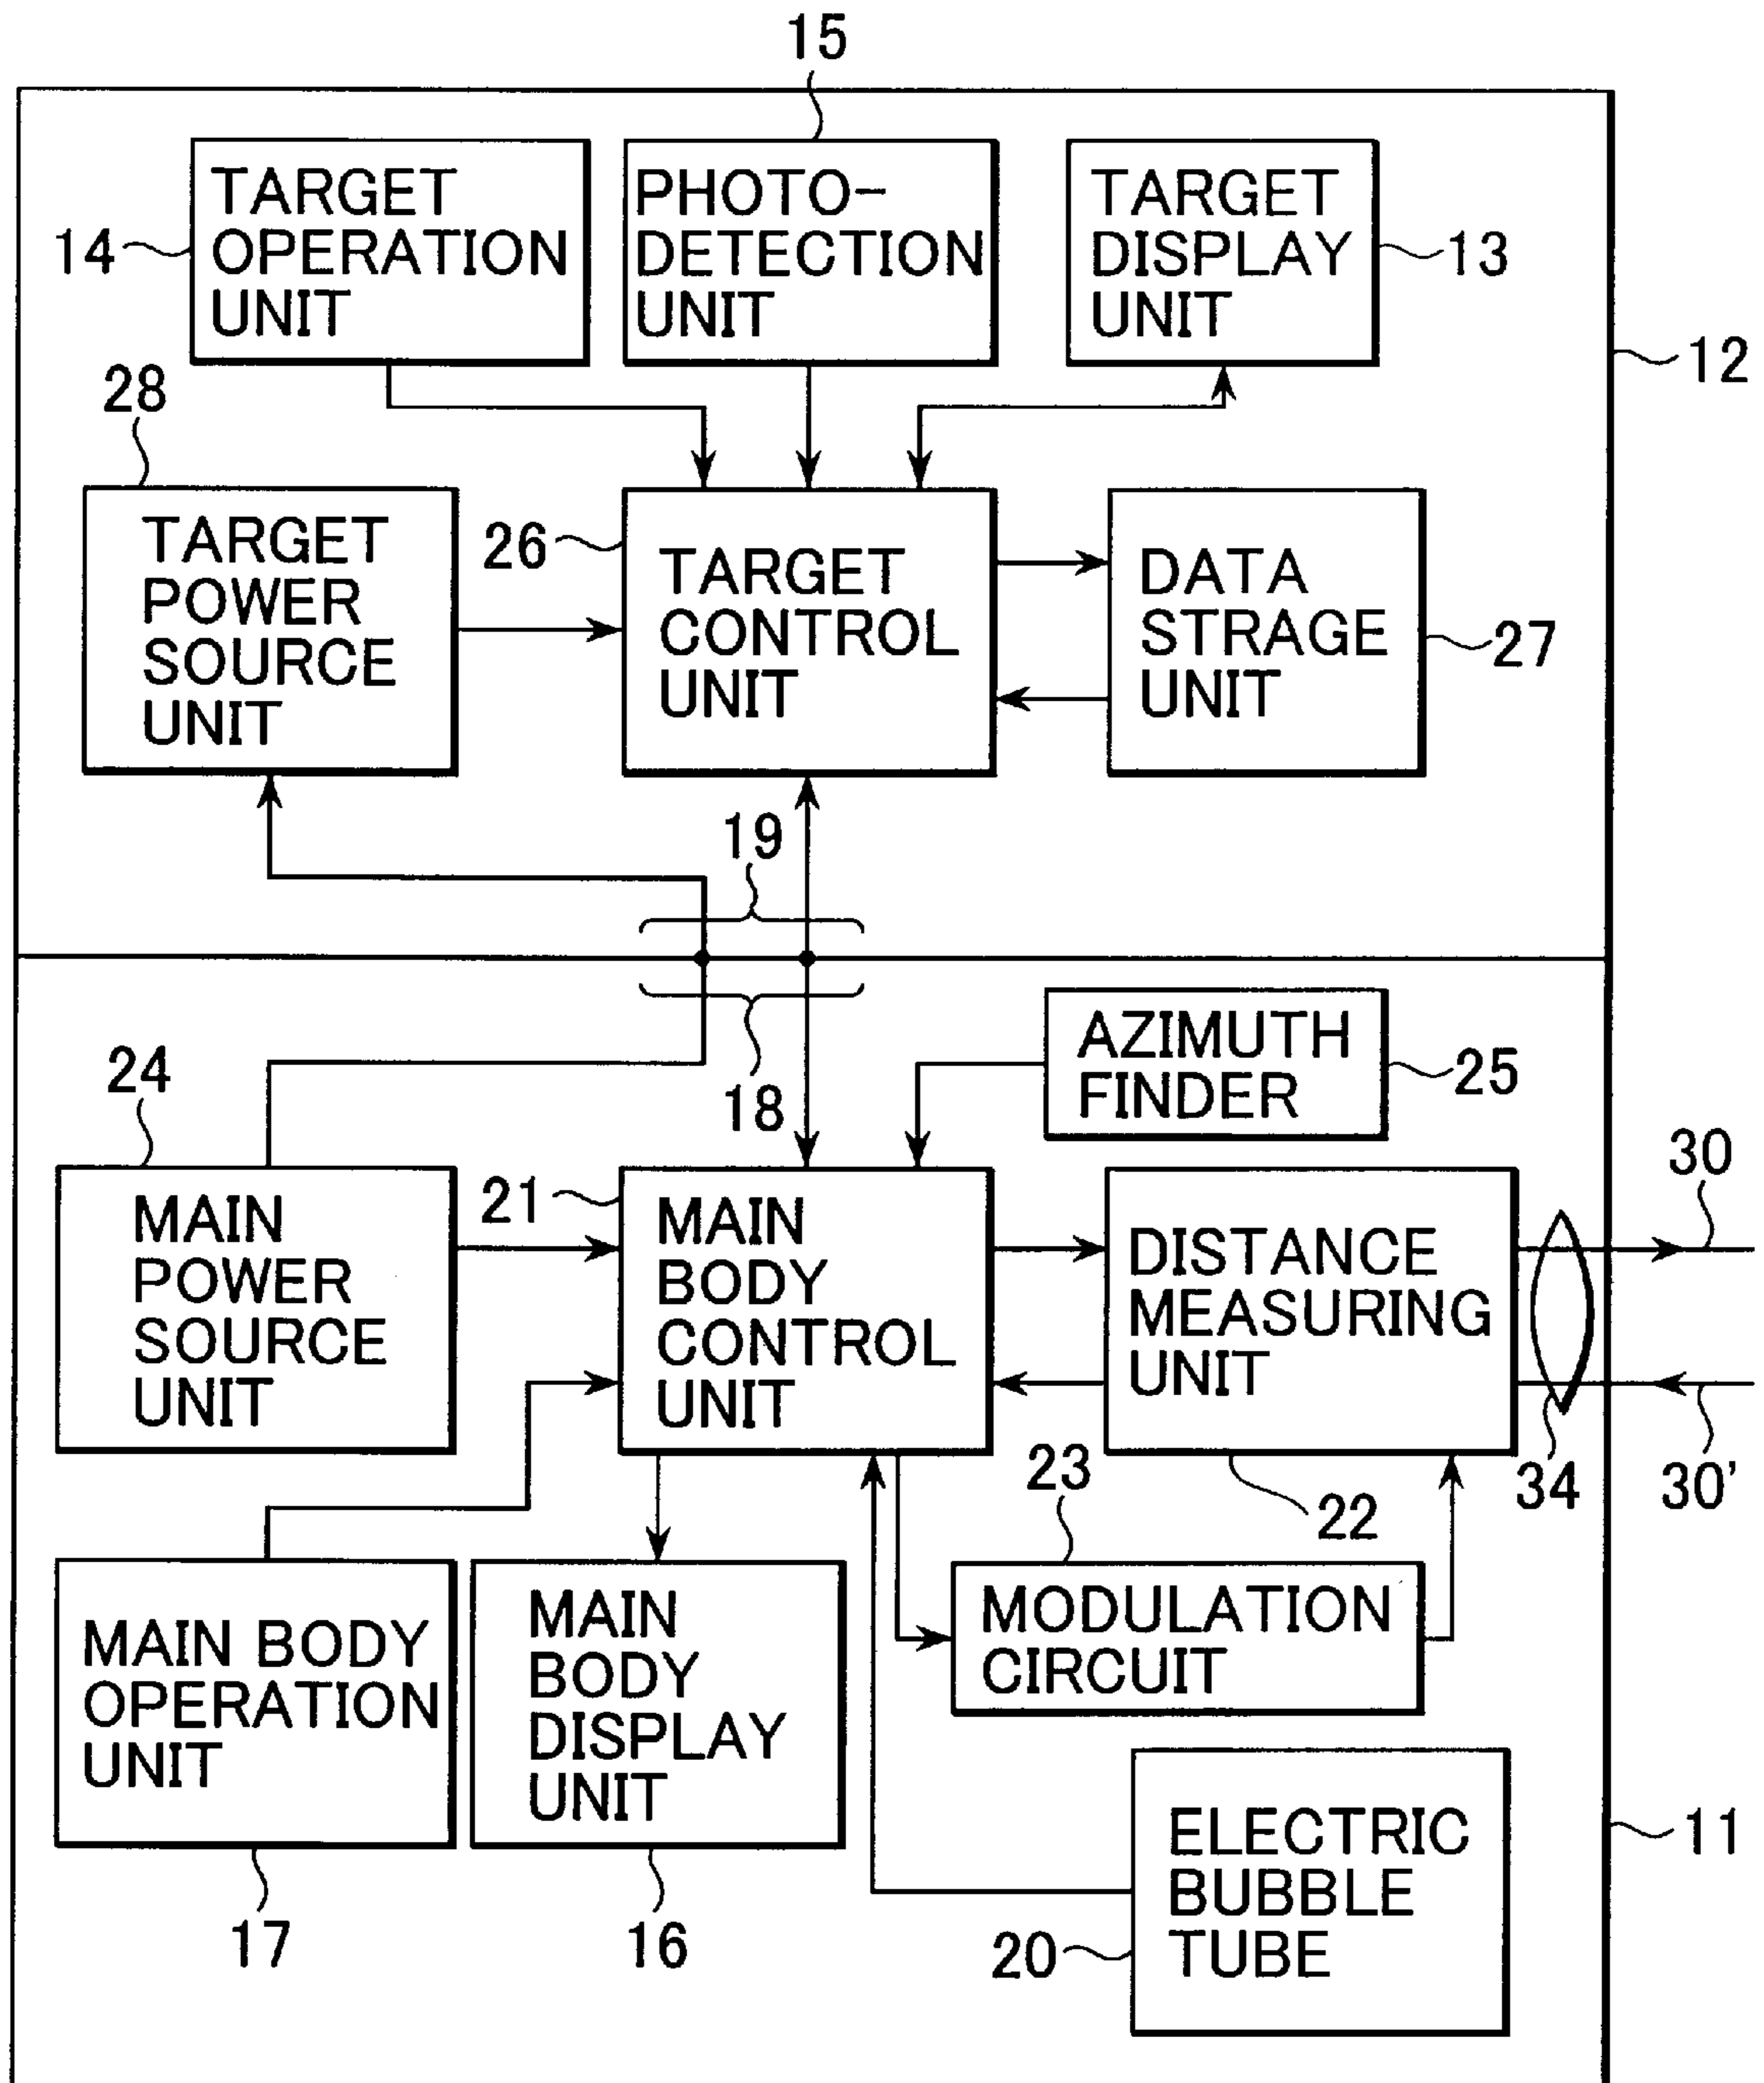 15
TARGET
OPERATION
UNIT
14
PHOTO-
DETECTION
UNIT
TARGET
DISPLAY
UNIT
13
12
28
TARGET
POWER
SOURCE
UNIT
26
TARGET
CONTROL
UNIT
DATA
STRAGE
UNIT
27
19
18
AZIMUTH
FINDER
25
24
MAIN
POWER
SOURCE
UNIT
21
MAIN
BODY
CONTROL
UNIT
DISTANCE
MEASURING
UNIT
30
34
30'
22
23
MODULATION
CIRCUIT
MAIN BODY
OPERATION
UNIT
17
MAIN
BODY
DISPLAY
UNIT
16
ELECTRIC
BUBBLE
TUBE
20
11